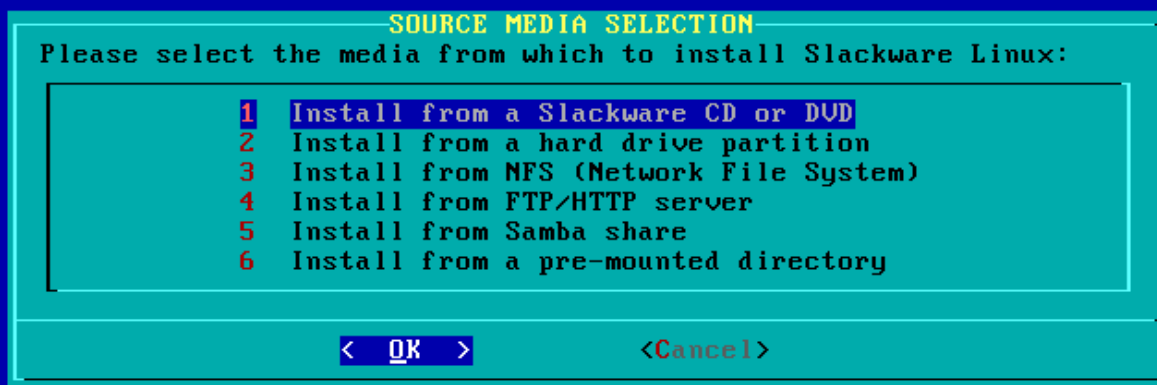 SOURCE MEDIA SELECTION
Please select the media from which to install Slackware Linux:
1 Install from a Slackware CD or DVD
2 Install from a hard drive partition
3 Install from NFS (Network File System)
4 Install from FTP/HTTP server
5 Install from Samba share
6 Install from a pre-mounted directory
< OK > <Cancel>